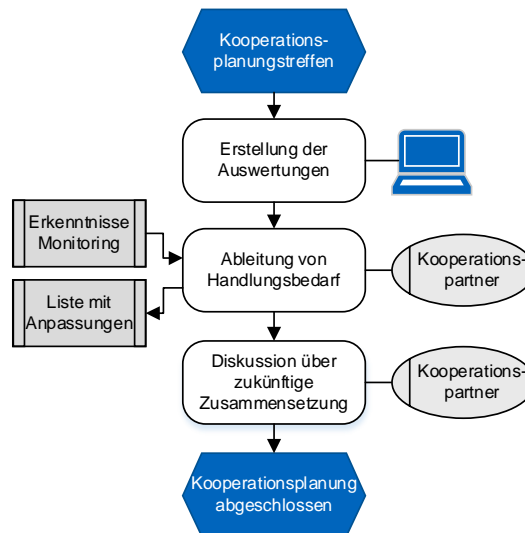 Kooperations-
planungstreffen
Erstellung der
Auswertungen
Erkenntnisse
Monitoring
Ableitung von
Handlungsbedarf
Kooperations-
partner
Liste mit
Anpassungen
Diskussion über
zukünftige
Zusammensetzung
Kooperations-
partner
Kooperationsplanung
abgeschlossen